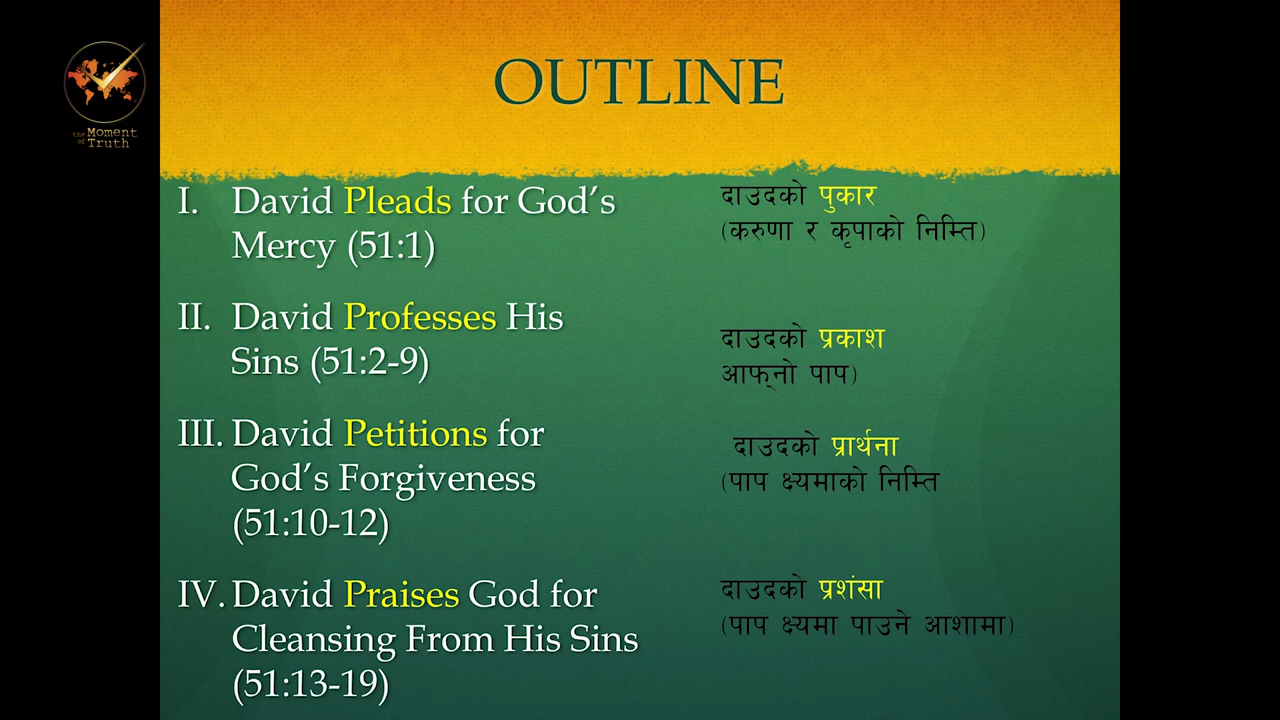 the Moment
of Truth
OUTLINE
I. David Pleads for God’s
Mercy (51:1)
दाउदको पुकार
(करुणा र कृपाको निम्ति)
II. David Professes His
Sins (51:2-9)
दाउदको प्रकाश
आफ्‌नो पाप)
III. David Petitions for
God’s Forgiveness
(51:10-12)
दाउदको प्रार्थना
(पाप क्ष्यमाको निम्ति
IV. David Praises God for
Cleansing From His Sins
(51:13-19)
दाउदको प्रशंसा
(पाप क्ष्यमा पाउने आशामा)